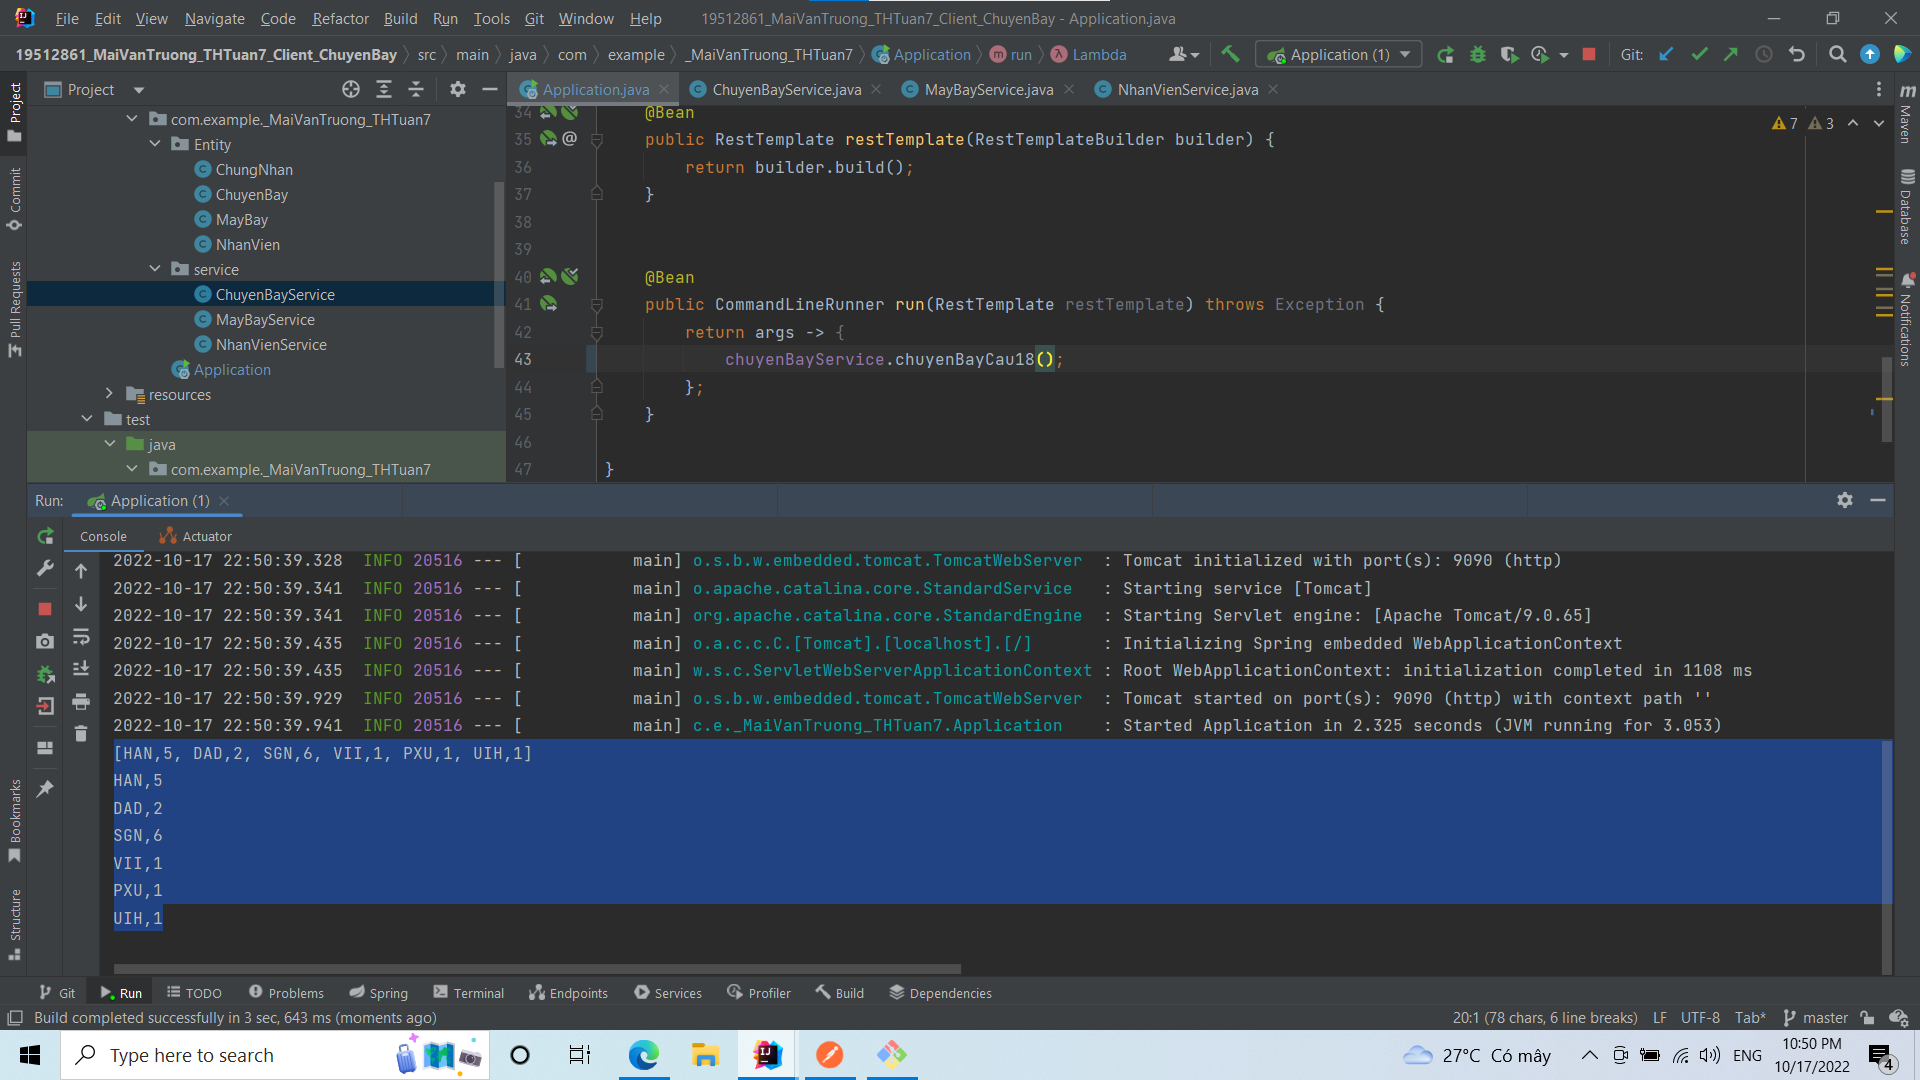 File Edit View Navigate Code Refactor Build Run Tools Git Window Help 19512861_MaiVanTruong_THTuan7_Client_ChuyenBay - Application.java
19512861_MaiVanTruong_THTuan7_Client_ChuyenBay src main java com example _MaiVanTruong_THTuan7 Application run Lambda Application (1) Git:
Project
Application.java ChuyenBayService.java MayBayService.java NhanVienService.java
com.example._MaiVanTruong_THTuan7
Entity
ChungNhan
ChuyenBay
MayBay
NhanVien
service
ChuyenBayService
MayBayService
NhanVienService
Application
resources
test
java
com.example._MaiVanTruong_THTuan7
7 3
34 @Bean
35 @ public RestTemplate restTemplate(RestTemplateBuilder builder) {
36 return builder.build();
37 }
38
39
40 @Bean
41 public CommandLineRunner run(RestTemplate restTemplate) throws Exception {
42 return args -> {
43 chuyenBayService.chuyenBayCau18();
44 };
45 }
46
47 }
Project
Commit
Pull Requests
Bookmarks
Structure
Maven
Database
Notifications
Run: Application (1)
Console Actuator
2022-10-17 22:50:39.328 INFO 20516 --- [ main] o.s.b.w.embedded.tomcat.TomcatWebServer : Tomcat initialized with port(s): 9090 (http)
2022-10-17 22:50:39.341 INFO 20516 --- [ main] o.apache.catalina.core.StandardService : Starting service [Tomcat]
2022-10-17 22:50:39.341 INFO 20516 --- [ main] org.apache.catalina.core.StandardEngine : Starting Servlet engine: [Apache Tomcat/9.0.65]
2022-10-17 22:50:39.435 INFO 20516 --- [ main] o.a.c.c.C.[Tomcat].[localhost].[/] : Initializing Spring embedded WebApplicationContext
2022-10-17 22:50:39.435 INFO 20516 --- [ main] w.s.c.ServletWebServerApplicationContext : Root WebApplicationContext: initialization completed in 1108 ms
2022-10-17 22:50:39.929 INFO 20516 --- [ main] o.s.b.w.embedded.tomcat.TomcatWebServer : Tomcat started on port(s): 9090 (http) with context path ''
2022-10-17 22:50:39.941 INFO 20516 --- [ main] c.e._MaiVanTruong_THTuan7.Application : Started Application in 2.325 seconds (JVM running for 3.053)
[HAN,5, DAD,2, SGN,6, VII,1, PXU,1, UIH,1]
HAN,5
DAD,2
SGN,6
VII,1
PXU,1
UIH,1
Git Run TODO Problems Spring Terminal Endpoints Services Profiler Build Dependencies
Build completed successfully in 3 sec, 643 ms (moments ago) 20:1 (78 chars, 6 line breaks) LF UTF-8 Tab* master
Type here to search 27°C Có mây ENG 10:50 PM
10/17/2022 4